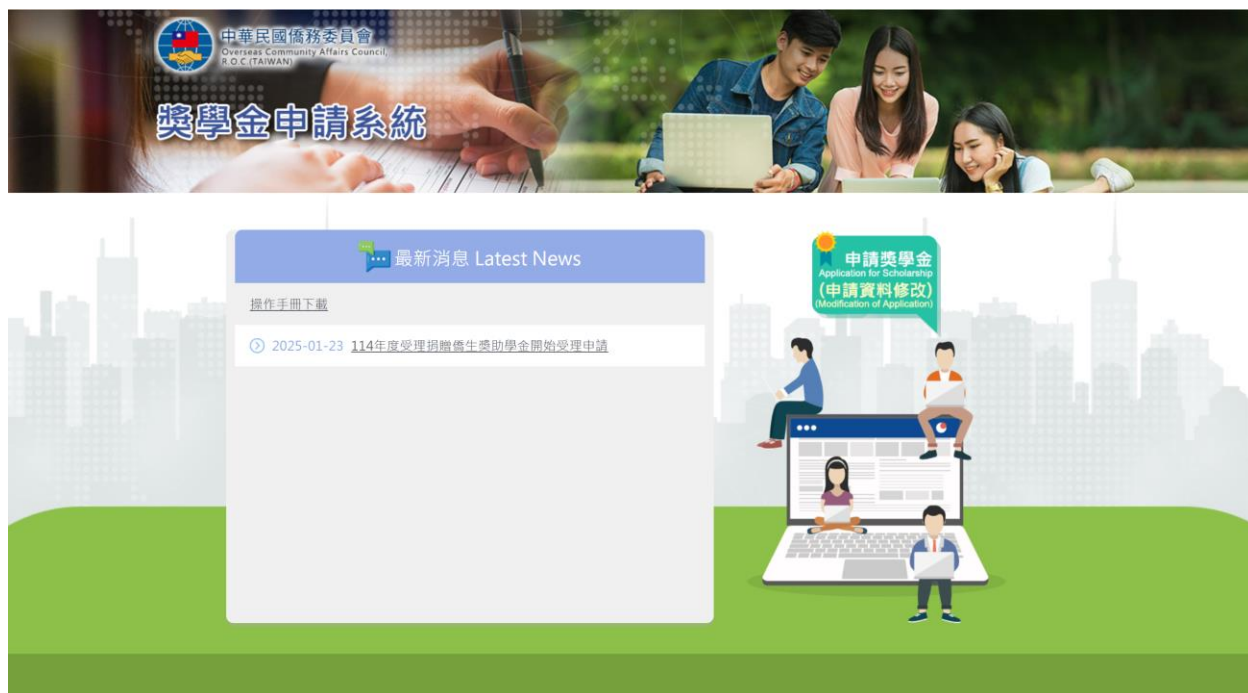 中華民國僑務委員會
Overseas Community Affairs Council,
R.O.C.(TAIWAN)
獎學金申請系統
最新消息 Latest News
操作手冊下載
2025-01-23 114年度受理捐贈僑生獎助學金開始受理申請
申請獎學金
Application for Scholarship
(申請資料修改)
(Modification of Application)